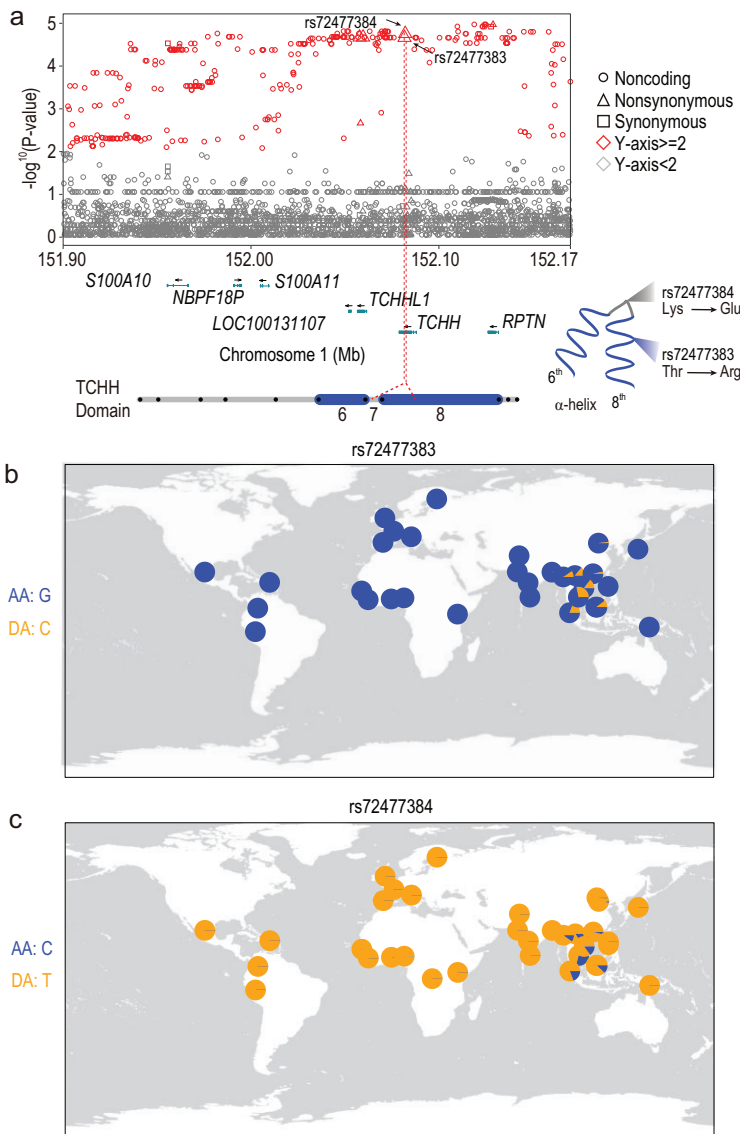 a
rs72477384
rs72477383
-log¹⁰(P-value)
5
4
3
2
1
0
151.90
152.00
152.10
152.17
Noncoding
Nonsynonymous
Synonymous
Y-axis>=2
Y-axis<2
S100A10
NBPF18P
S100A11
LOC100131107
TCHHL1
TCHH
RPTN
Chromosome 1 (Mb)
TCHH
Domain
6
7
8
rs72477384
Lys → Glu
rs72477383
Thr → Arg
6th
8th
α-helix
b
rs72477383
AA: G
DA: C
c
rs72477384
AA: C
DA: T